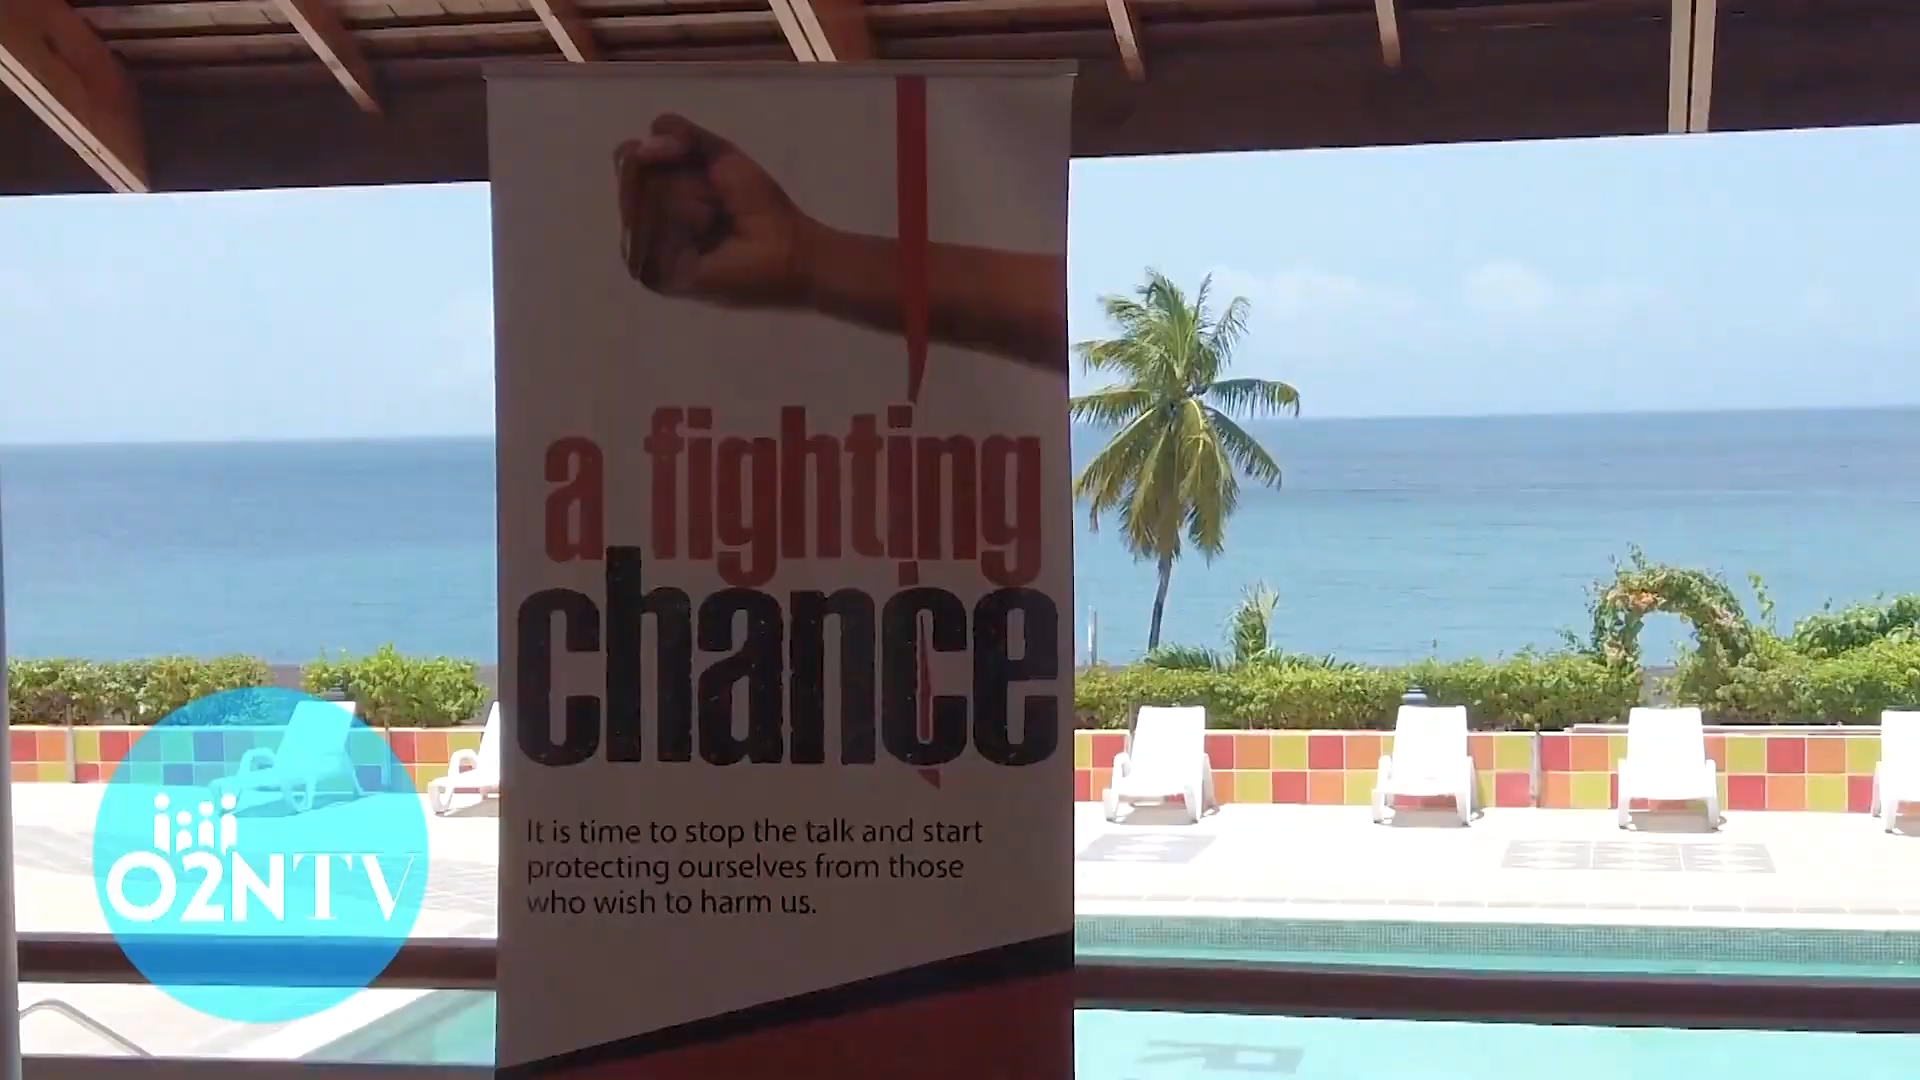 a fighting
chance
It is time to stop the talk and start
protecting ourselves from those
who wish to harm us.
O2NTV